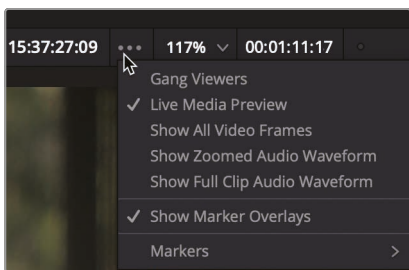 15:37:27:09 ••• 117% 00:01:11:17
Gang Viewers
✓ Live Media Preview
Show All Video Frames
Show Zoomed Audio Waveform
Show Full Clip Audio Waveform
✓ Show Marker Overlays
Markers >